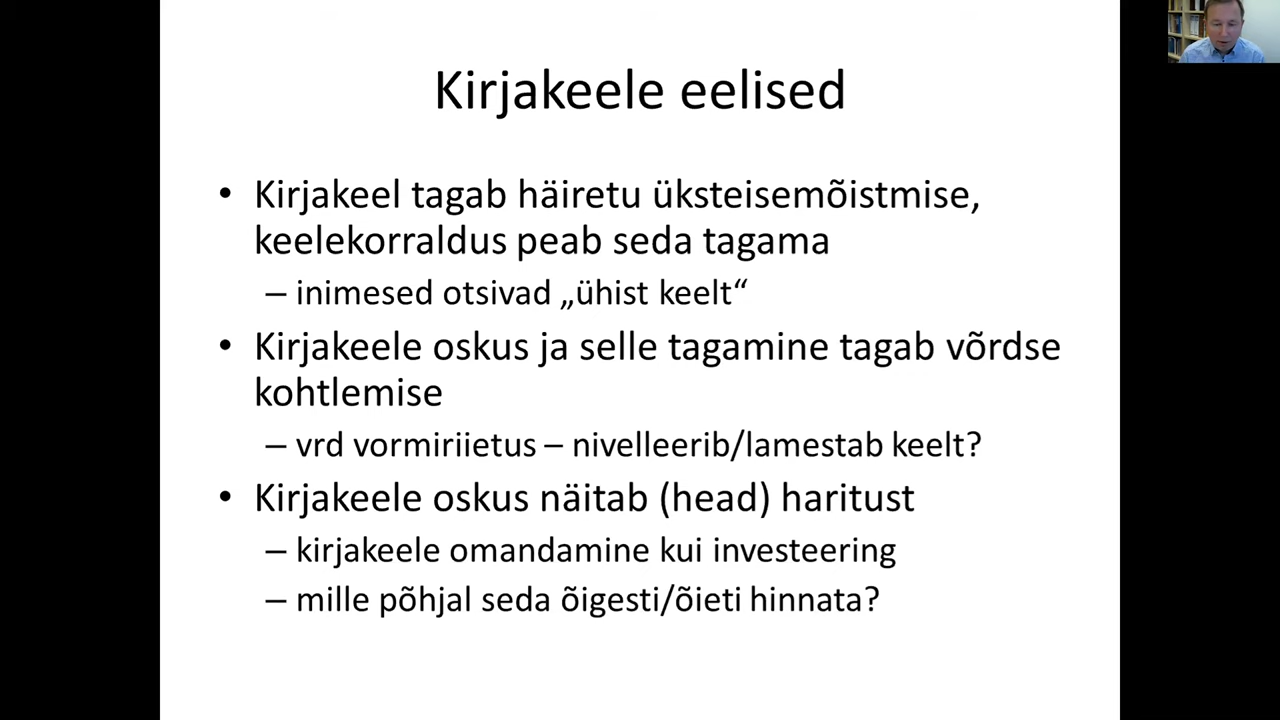 Kirjakeele eelised
• Kirjakeel tagab häiretu üksteisemõistmise,
keelekorraldus peab seda tagama
– inimesed otsivad „ühist keelt“
• Kirjakeele oskus ja selle tagamine tagab võrdse
kohtlemise
– vrd vormiriietus – nivelleerib/lamestab keelt?
• Kirjakeele oskus näitab (head) haritust
– kirjakeele omandamine kui investeering
– mille põhjal seda õigesti/õieti hinnata?